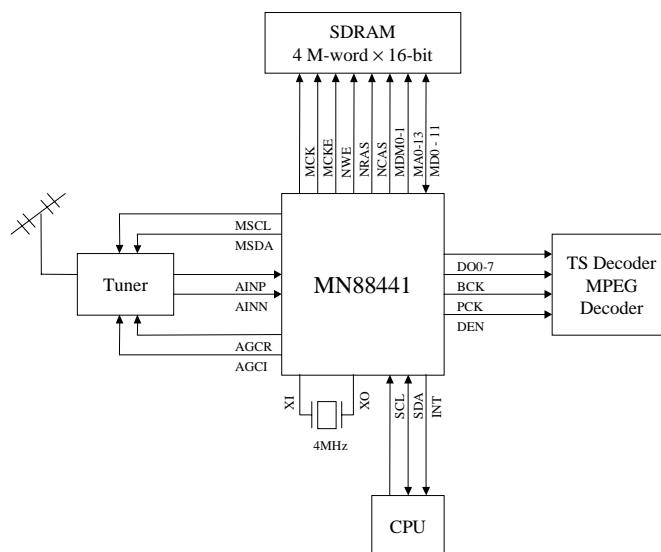 SDRAM
4 M-word × 16-bit
MCK
MCKE
NWE
NRAS
NCAS
MDM0-1
MA0-13
MD0 - 11
MSCL
MSDA
Tuner
AINP
AINN
AGCR
AGCI
MN88441
DO0-7
BCK
PCK
DEN
TS Decoder
MPEG
Decoder
XI
XO
4MHz
SCL
SDA
INT
CPU